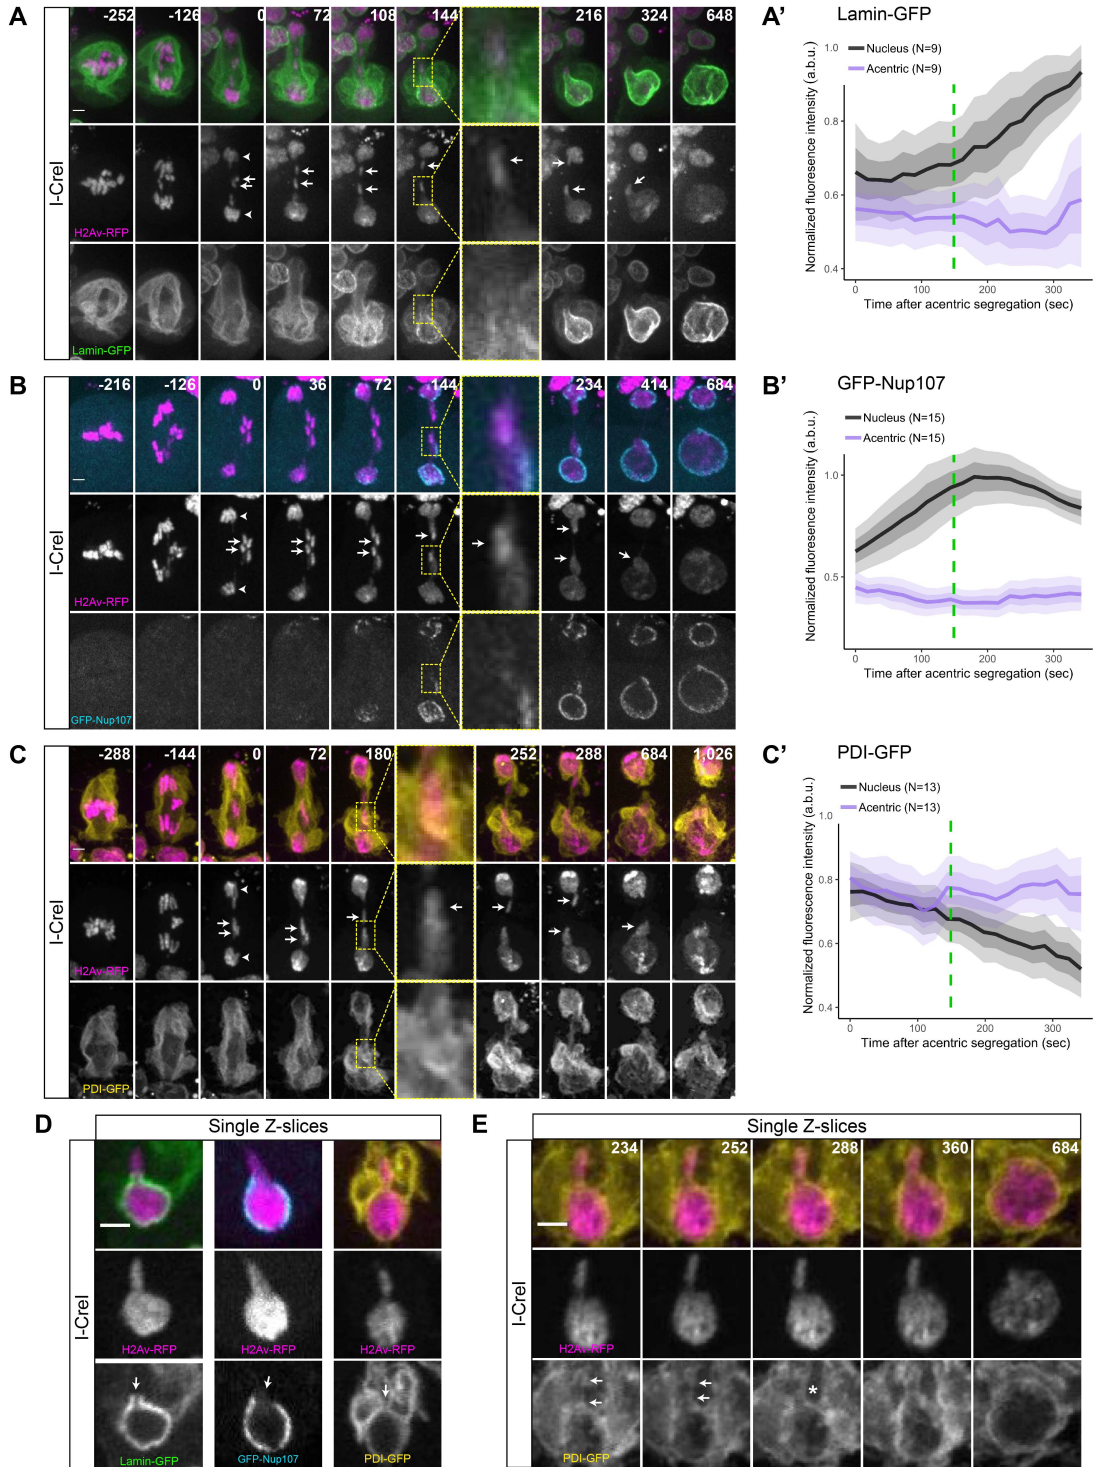 A
-252
-126
0
72
108
144
216
324
648
I-CreI
H2Av-RFP
Lamin-GFP
A'
Lamin-GFP
Nucleus (N=9)
Acentric (N=9)
Normalized fluoresence intensity (a.b.u.)
1.0
0.8
0.6
0.4
0
100
200
300
Time after acentric segregation (sec)
B
-216
-126
0
36
72
144
234
414
684
I-CreI
H2Av-RFP
GFP-Nup107
B'
GFP-Nup107
Nucleus (N=15)
Acentric (N=15)
Normalized fluoresence intensity (a.b.u.)
1.0
0.5
0
100
200
300
Time after acentric segregation (sec)
C
-288
-144
0
72
180
252
288
684
1,026
I-CreI
H2Av-RFP
PDI-GFP
C'
PDI-GFP
Nucleus (N=13)
Acentric (N=13)
Normalized fluoresence intensity (a.b.u.)
1.0
0.8
0.6
0.4
0
100
200
300
Time after acentric segregation (sec)
D
Single Z-slices
I-CreI
H2Av-RFP
H2Av-RFP
H2Av-RFP
Lamin-GFP
GFP-Nup107
PDI-GFP
E
Single Z-slices
234
252
288
360
684
I-CreI
H2Av-RFP
*
PDI-GFP